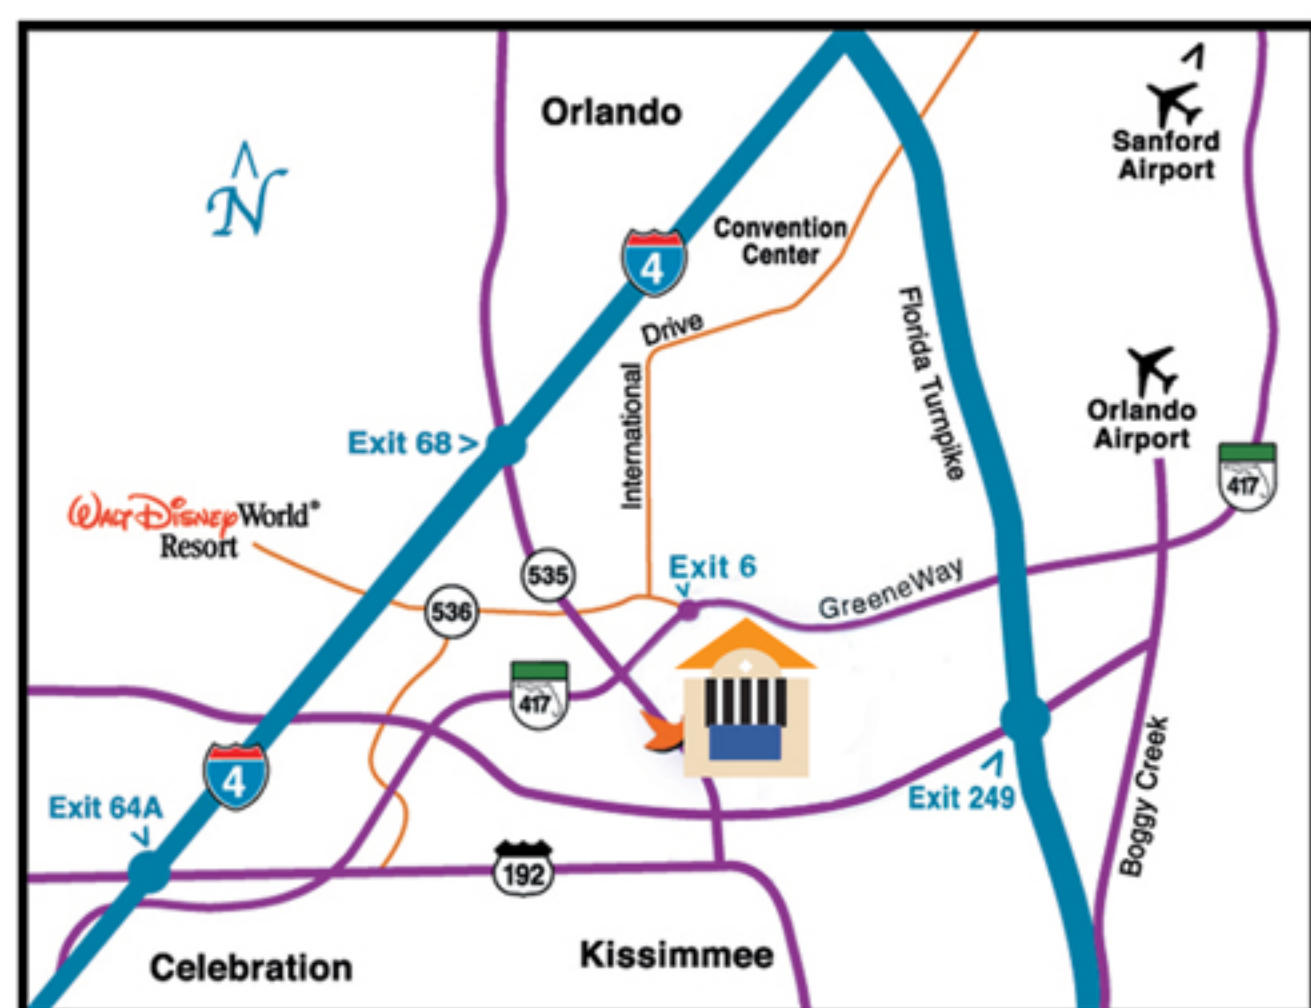 Orlando
Sanford
Airport
N
Convention
Center
4
Drive
International
Florida Turnpike
Orlando
Airport
Exit 68 >
417
Walt Disney World®
Resort
535
Exit 6
536
GreeneWay
417
4
Exit 64A
Exit 249
Boggy Creek
192
Celebration
Kissimmee